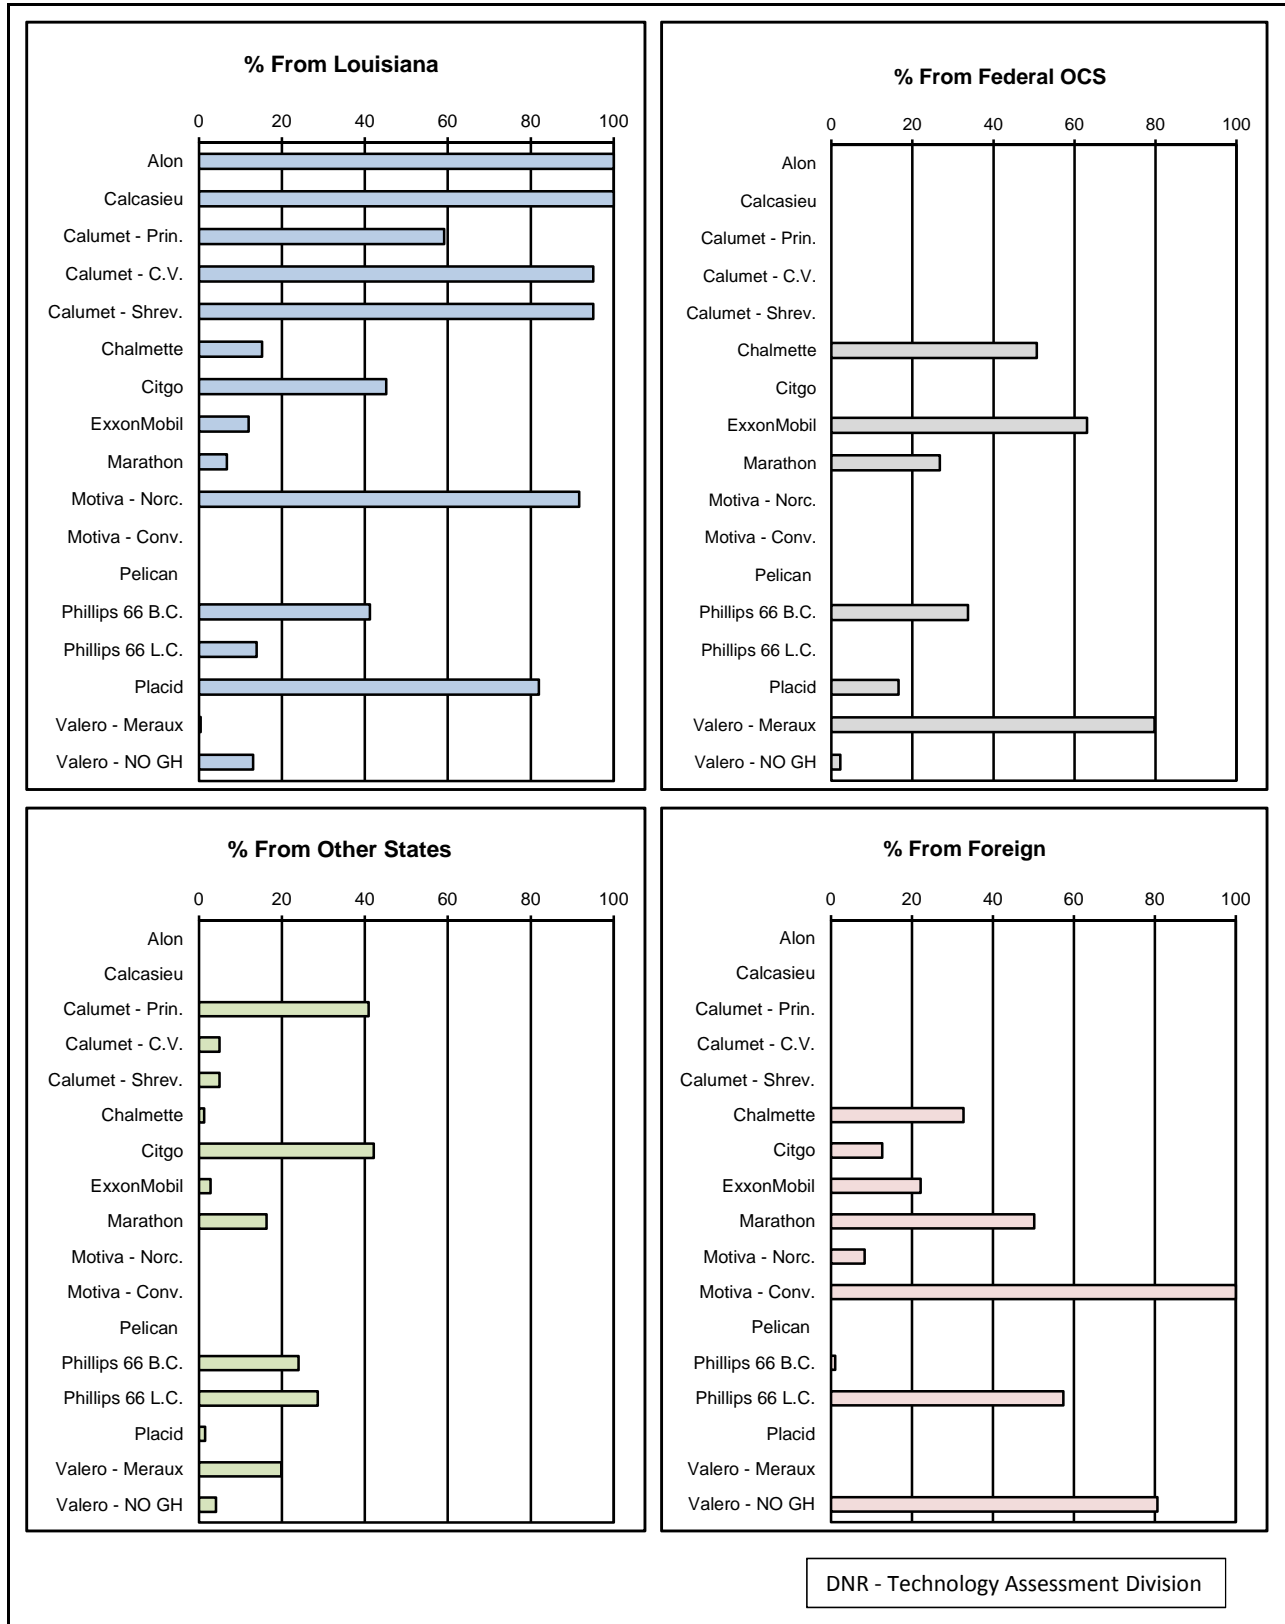 % From Louisiana
0 20 40 60 80 100
Alon
Calcasieu
Calumet - Prin.
Calumet - C.V.
Calumet - Shrev.
Chalmette
Citgo
ExxonMobil
Marathon
Motiva - Norc.
Motiva - Conv.
Pelican
Phillips 66 B.C.
Phillips 66 L.C.
Placid
Valero - Meraux
Valero - NO GH
% From Federal OCS
0 20 40 60 80 100
Alon
Calcasieu
Calumet - Prin.
Calumet - C.V.
Calumet - Shrev.
Chalmette
Citgo
ExxonMobil
Marathon
Motiva - Norc.
Motiva - Conv.
Pelican
Phillips 66 B.C.
Phillips 66 L.C.
Placid
Valero - Meraux
Valero - NO GH
% From Other States
0 20 40 60 80 100
Alon
Calcasieu
Calumet - Prin.
Calumet - C.V.
Calumet - Shrev.
Chalmette
Citgo
ExxonMobil
Marathon
Motiva - Norc.
Motiva - Conv.
Pelican
Phillips 66 B.C.
Phillips 66 L.C.
Placid
Valero - Meraux
Valero - NO GH
% From Foreign
0 20 40 60 80 100
Alon
Calcasieu
Calumet - Prin.
Calumet - C.V.
Calumet - Shrev.
Chalmette
Citgo
ExxonMobil
Marathon
Motiva - Norc.
Motiva - Conv.
Pelican
Phillips 66 B.C.
Phillips 66 L.C.
Placid
Valero - Meraux
Valero - NO GH
DNR - Technology Assessment Division